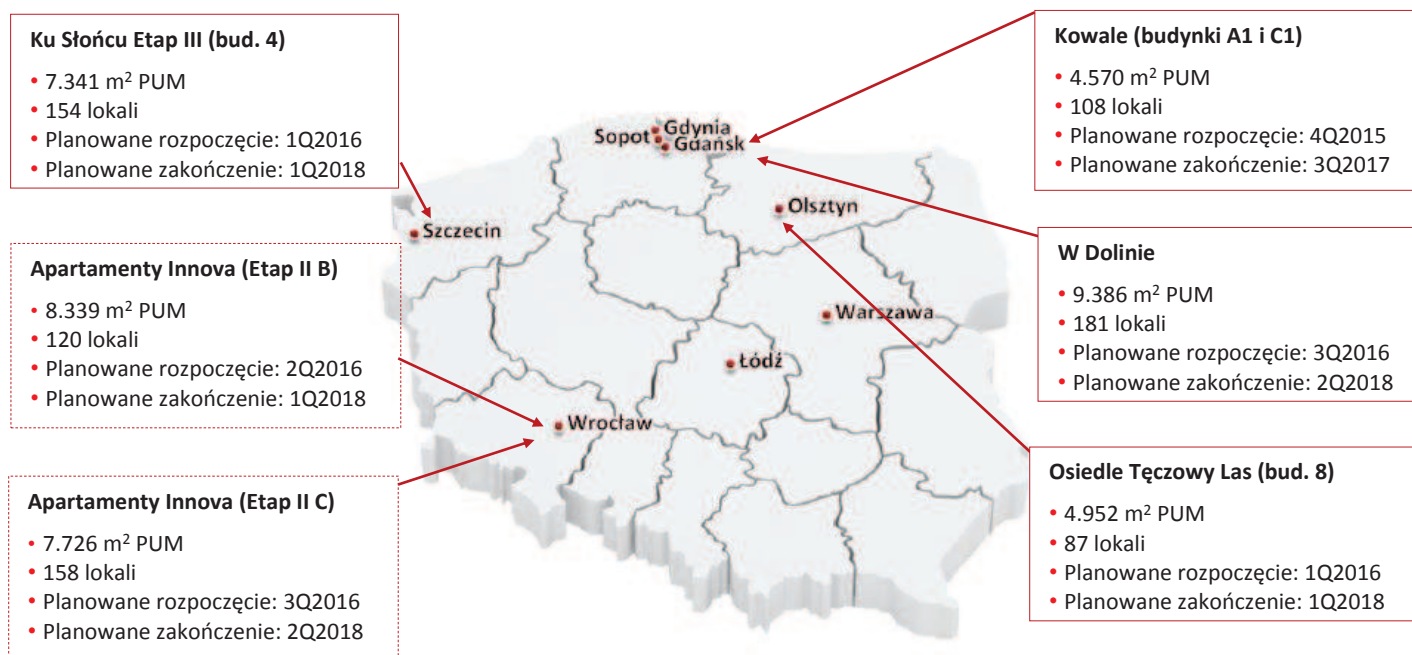 Ku Słońcu Etap III (bud. 4)
• 7.341 m² PUM
• 154 lokali
• Planowane rozpoczęcie: 1Q2016
• Planowane zakończenie: 1Q2018
Apartamenty Innova (Etap II B)
• 8.339 m² PUM
• 120 lokali
• Planowane rozpoczęcie: 2Q2016
• Planowane zakończenie: 1Q2018
Apartamenty Innova (Etap II C)
• 7.726 m² PUM
• 158 lokali
• Planowane rozpoczęcie: 3Q2016
• Planowane zakończenie: 2Q2018
Gdynia
Sopot
Gdańsk
Olsztyn
Szczecin
Warszawa
Łódź
Wrocław
Kowale (budynki A1 i C1)
• 4.570 m² PUM
• 108 lokali
• Planowane rozpoczęcie: 4Q2015
• Planowane zakończenie: 3Q2017
W Dolinie
• 9.386 m² PUM
• 181 lokali
• Planowane rozpoczęcie: 3Q2016
• Planowane zakończenie: 2Q2018
Osiedle Tęczowy Las (bud. 8)
• 4.952 m² PUM
• 87 lokali
• Planowane rozpoczęcie: 1Q2016
• Planowane zakończenie: 1Q2018